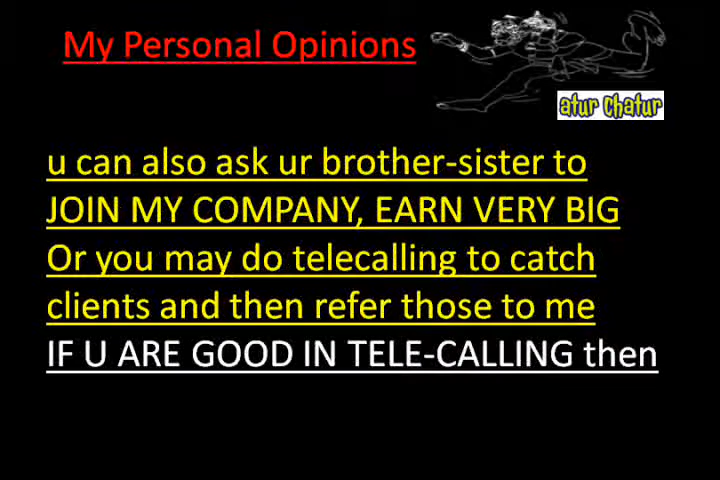 My Personal Opinions
atur chatur
u can also ask ur brother-sister to
JOIN MY COMPANY, EARN VERY BIG
Or you may do telecalling to catch
clients and then refer those to me
IF U ARE GOOD IN TELE-CALLING then